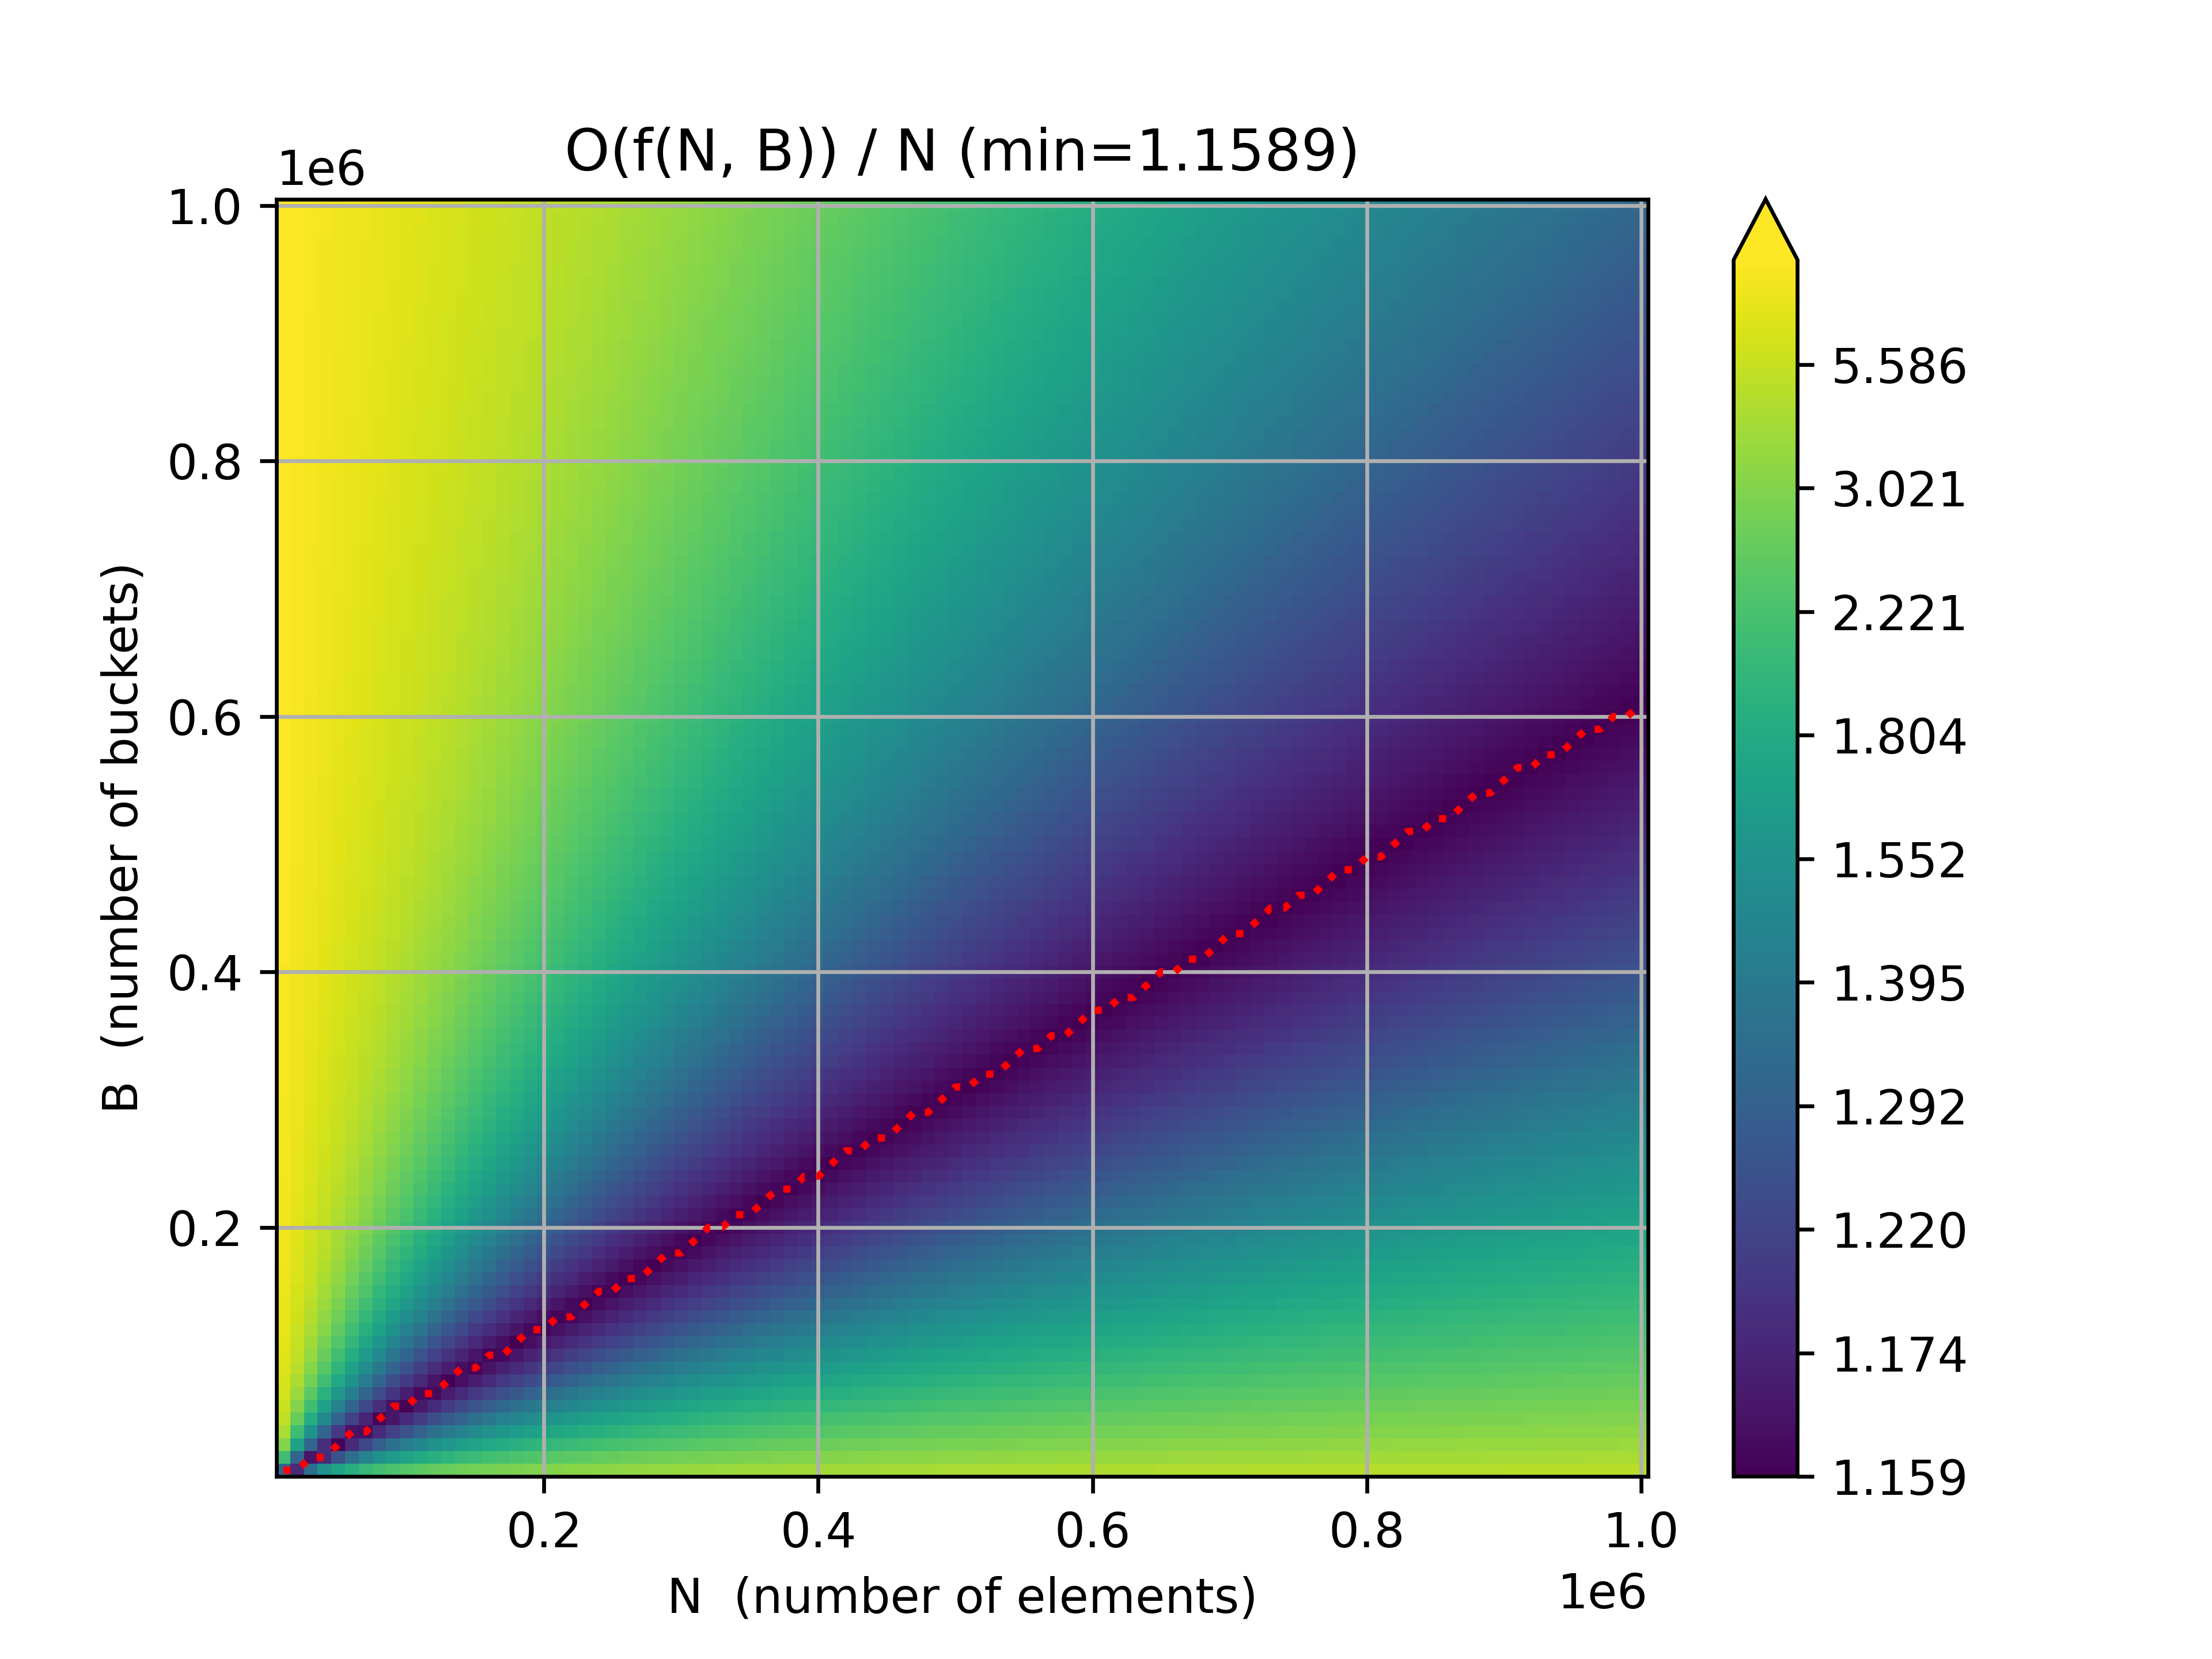 O(f(N, B)) / N (min=1.1589)
1e6
1.0
0.8
0.6
0.4
0.2
B  (number of buckets)
0.2 0.4 0.6 0.8 1.0
N  (number of elements)
1e6
5.586
3.021
2.221
1.804
1.552
1.395
1.292
1.220
1.174
1.159